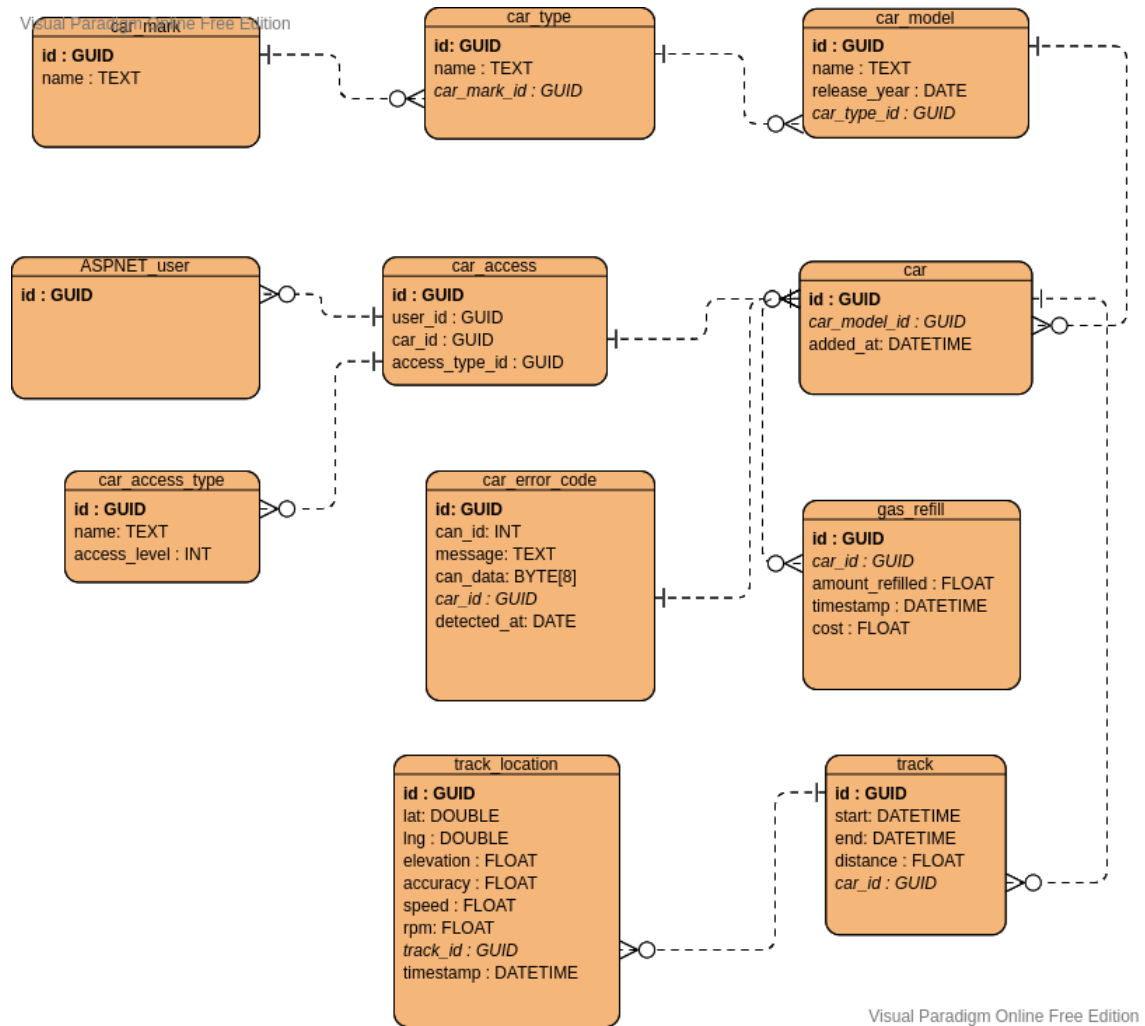 Visual Paradigm Online Free Edition
car_mark
id : GUID
name : TEXT
car_type
id: GUID
name : TEXT
car_mark_id : GUID
car_model
id : GUID
name : TEXT
release_year : DATE
car_type_id : GUID
ASPNET_user
id : GUID
car_access
id : GUID
user_id : GUID
car_id : GUID
access_type_id : GUID
car
id : GUID
car_model_id : GUID
added_at: DATETIME
car_access_type
id : GUID
name: TEXT
access_level : INT
car_error_code
id: GUID
can_id: INT
message: TEXT
can_data: BYTE[8]
car_id : GUID
detected_at: DATE
gas_refill
id : GUID
car_id : GUID
amount_refilled : FLOAT
timestamp : DATETIME
cost : FLOAT
track_location
id : GUID
lat: DOUBLE
lng : DOUBLE
elevation : FLOAT
accuracy : FLOAT
speed : FLOAT
rpm: FLOAT
track_id : GUID
timestamp : DATETIME
track
id : GUID
start: DATETIME
end: DATETIME
distance : FLOAT
car_id : GUID
Visual Paradigm Online Free Edition